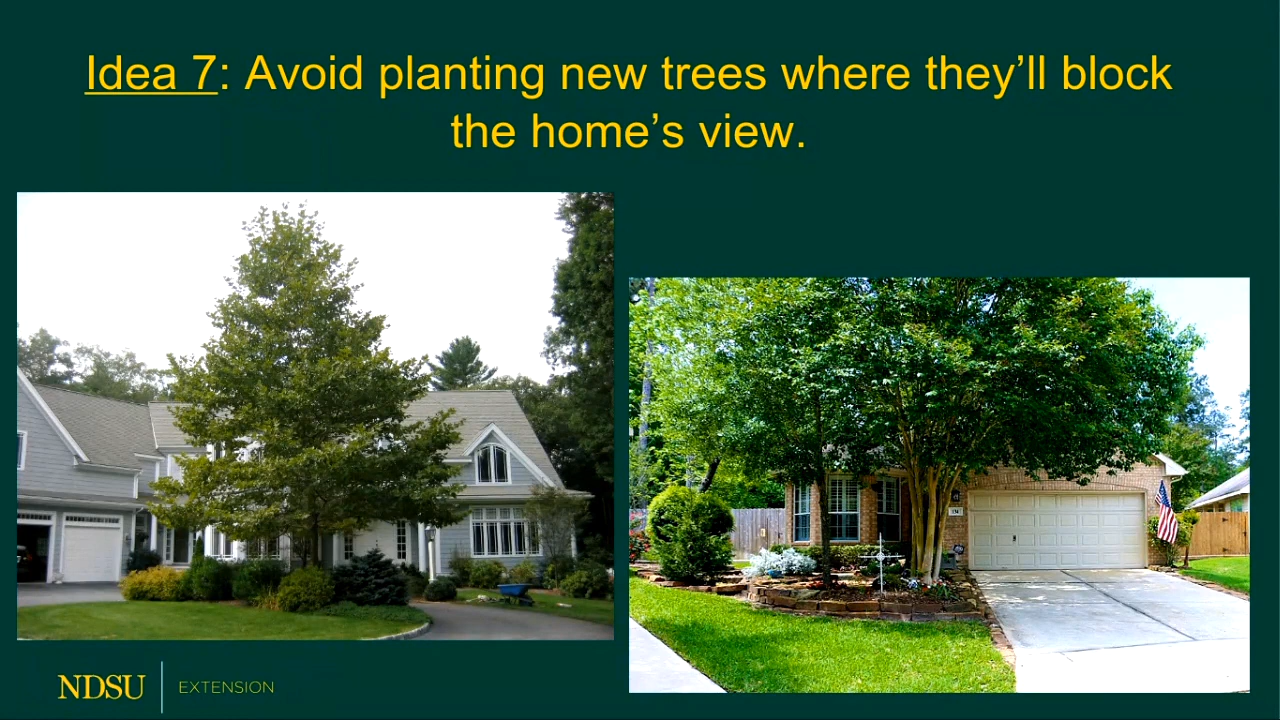 Idea 7: Avoid planting new trees where they’ll block
the home’s view.
NDSU
EXTENSION